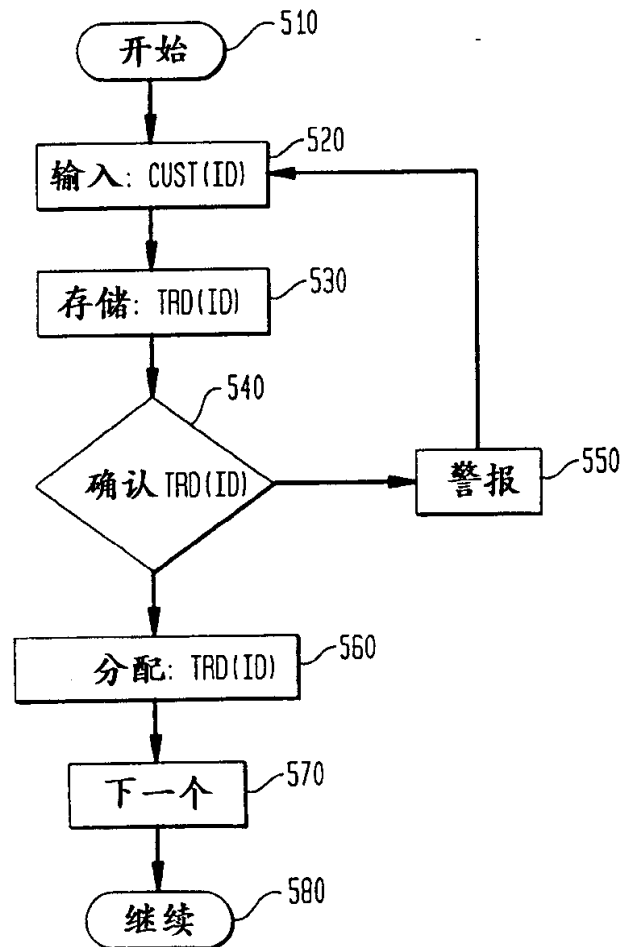 开始
510
输入: CUST(ID)
520
存储: TRD(ID)
530
540
确认 TRD(ID)
警报
550
分配: TRD(ID)
560
下一个
570
继续
580